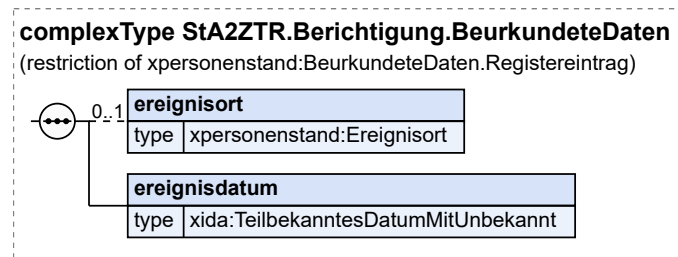 complexType StA2ZTR.Berichtigung.BeurkundeteDaten
(restriction of xpersonenstand:BeurkundeteDaten.Registereintrag)
0..1
ereignisort
type xpersonenstand:Ereignisort
ereignisdatum
type xida:TeilbekanntesDatumMitUnbekannt